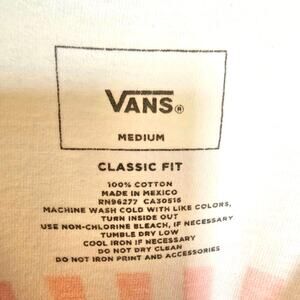 VANS®
MEDIUM
CLASSIC FIT
100% COTTON
MADE IN MEXICO
RN96277 CA30516
MACHINE WASH COLD WITH LIKE COLORS,
TURN INSIDE OUT
USE NON-CHLORINE BLEACH, IF NECESSARY
TUMBLE DRY LOW
COOL IRON IF NECESSARY
DO NOT DRY CLEAN
DO NOT IRON PRINT AND ACCESSORIES